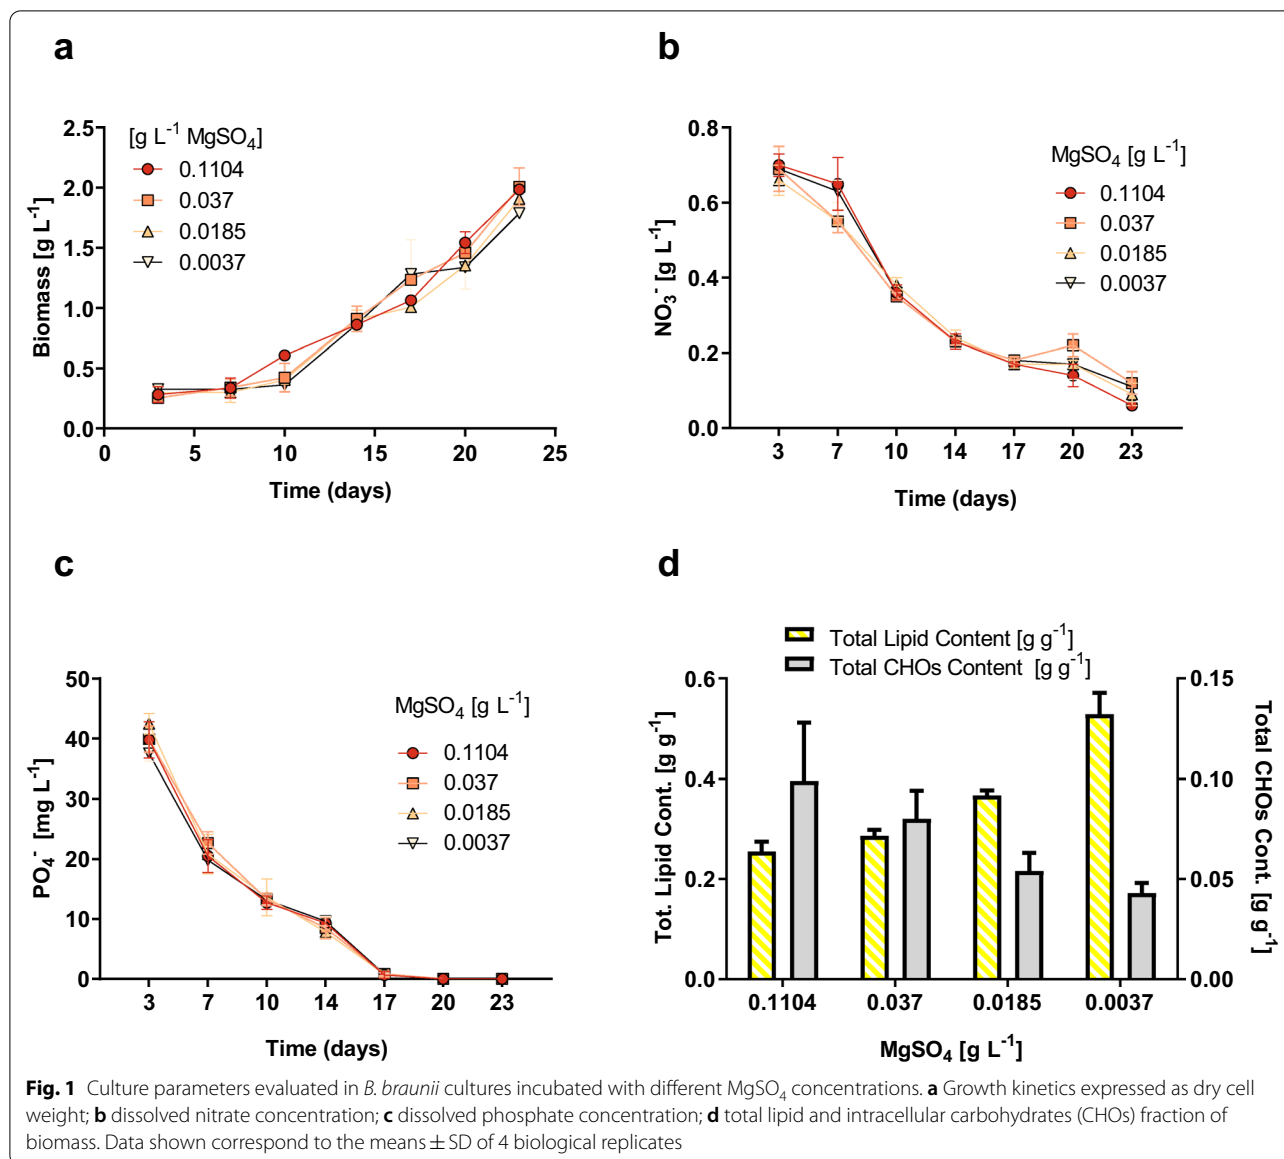 a
[g L⁻¹ MgSO₄]
0.1104
0.037
0.0185
0.0037
Biomass [g L⁻¹]
2.5
2.0
1.5
1.0
0.5
0.0
0 5 10 15 20 25
Time (days)
b
MgSO₄ [g L⁻¹]
0.1104
0.037
0.0185
0.0037
NO₃⁻ [g L⁻¹]
0.8
0.6
0.4
0.2
0.0
3 7 10 14 17 20 23
Time (days)
c
MgSO₄ [g L⁻¹]
0.1104
0.037
0.0185
0.0037
PO₄⁻ [mg L⁻¹]
50
40
30
20
10
0
3 7 10 14 17 20 23
Time (days)
d
Total Lipid Content [g g⁻¹]
Total CHOs Content [g g⁻¹]
Tot. Lipid Cont. [g g⁻¹]
0.6
0.4
0.2
0.0
0.15
0.10
0.05
0.00
Total CHOs Cont. [g g⁻¹]
0.1104 0.037 0.0185 0.0037
MgSO₄ [g L⁻¹]
Fig. 1 Culture parameters evaluated in B. braunii cultures incubated with different MgSO₄ concentrations. a Growth kinetics expressed as dry cell
weight; b dissolved nitrate concentration; c dissolved phosphate concentration; d total lipid and intracellular carbohydrates (CHOs) fraction of
biomass. Data shown correspond to the means ± SD of 4 biological replicates